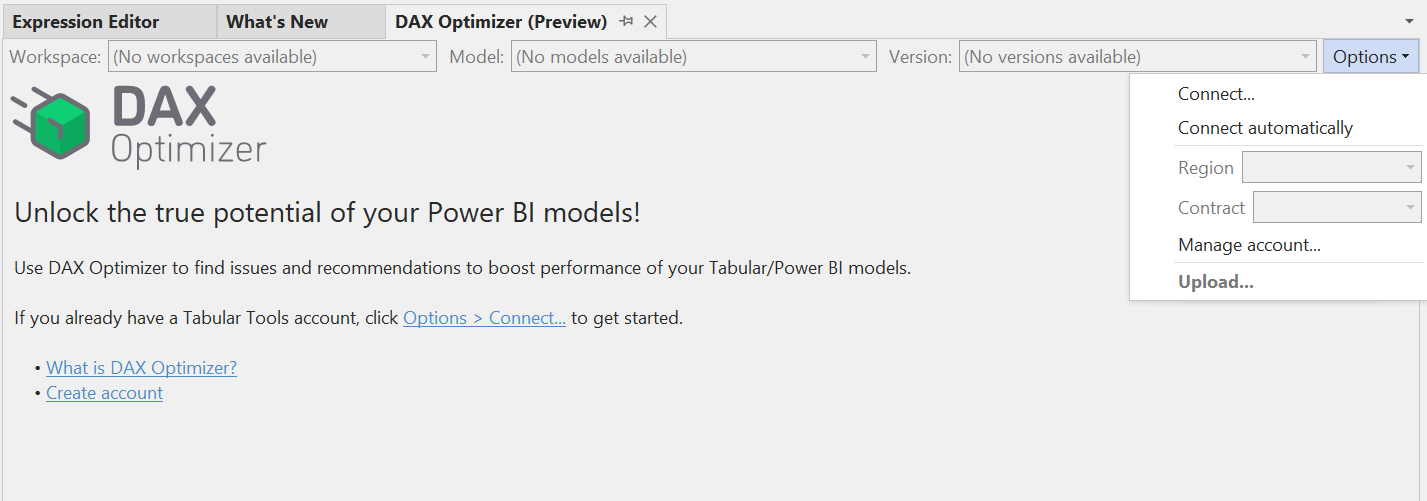 Expression Editor
What's New
DAX Optimizer (Preview)
Workspace: (No workspaces available) Model: (No models available) Version: (No versions available) Options
Connect...
Connect automatically
Region
Contract
Manage account...
Upload...
DAX
Optimizer
Unlock the true potential of your Power BI models!
Use DAX Optimizer to find issues and recommendations to boost performance of your Tabular/Power BI models.
If you already have a Tabular Tools account, click Options > Connect... to get started.
• What is DAX Optimizer?
• Create account